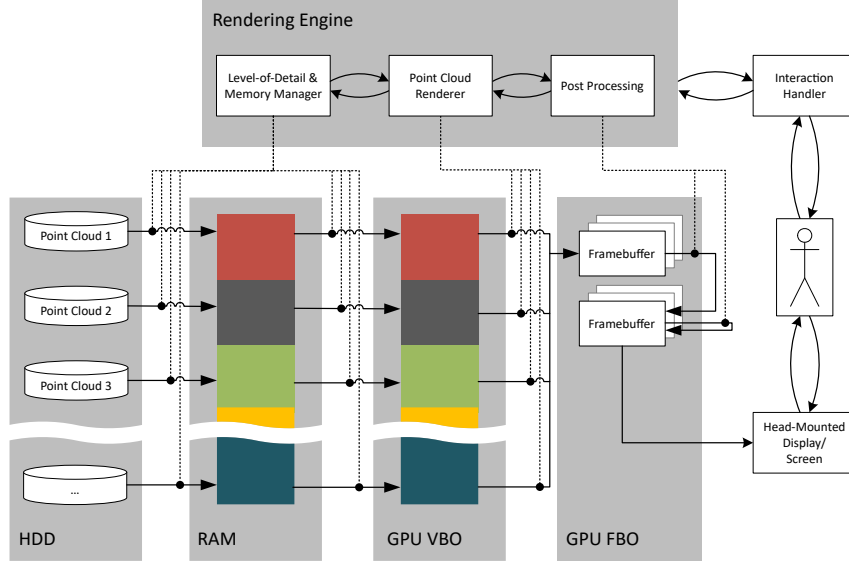 Rendering Engine
Level-of-Detail &
Memory Manager
Point Cloud
Renderer
Post Processing
Interaction
Handler
Point Cloud 1
Point Cloud 2
Point Cloud 3
...
Framebuffer
Framebuffer
Head-Mounted
Display/
Screen
HDD
RAM
GPU VBO
GPU FBO